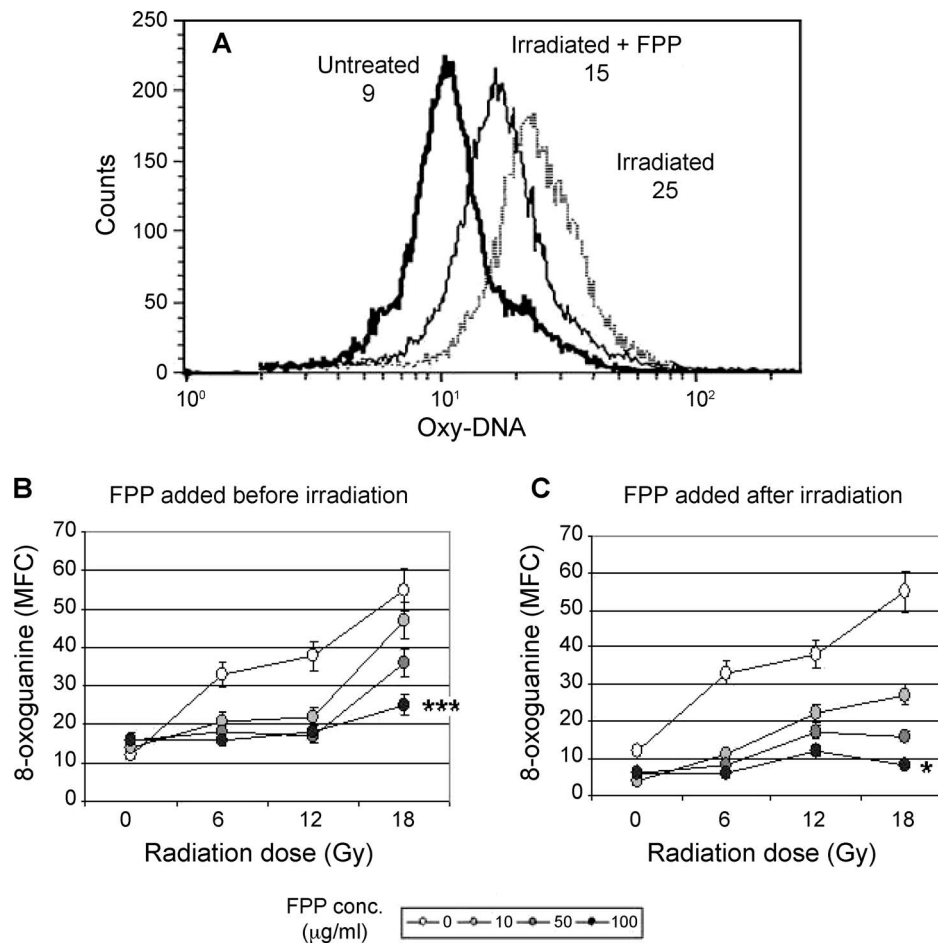 A
Untreated
9
Irradiated + FPP
15
Irradiated
25
250
200
150
100
50
0
Counts
10⁰ 10¹ 10²
Oxy-DNA
B FPP added before irradiation
70
60
50
40
30
20
10
0
8-oxoguanine (MFC)
***
0 6 12 18
Radiation dose (Gy)
C FPP added after irradiation
70
60
50
40
30
20
10
0
8-oxoguanine (MFC)
*
0 6 12 18
Radiation dose (Gy)
FPP conc.
(µg/ml)
0 10 50 100